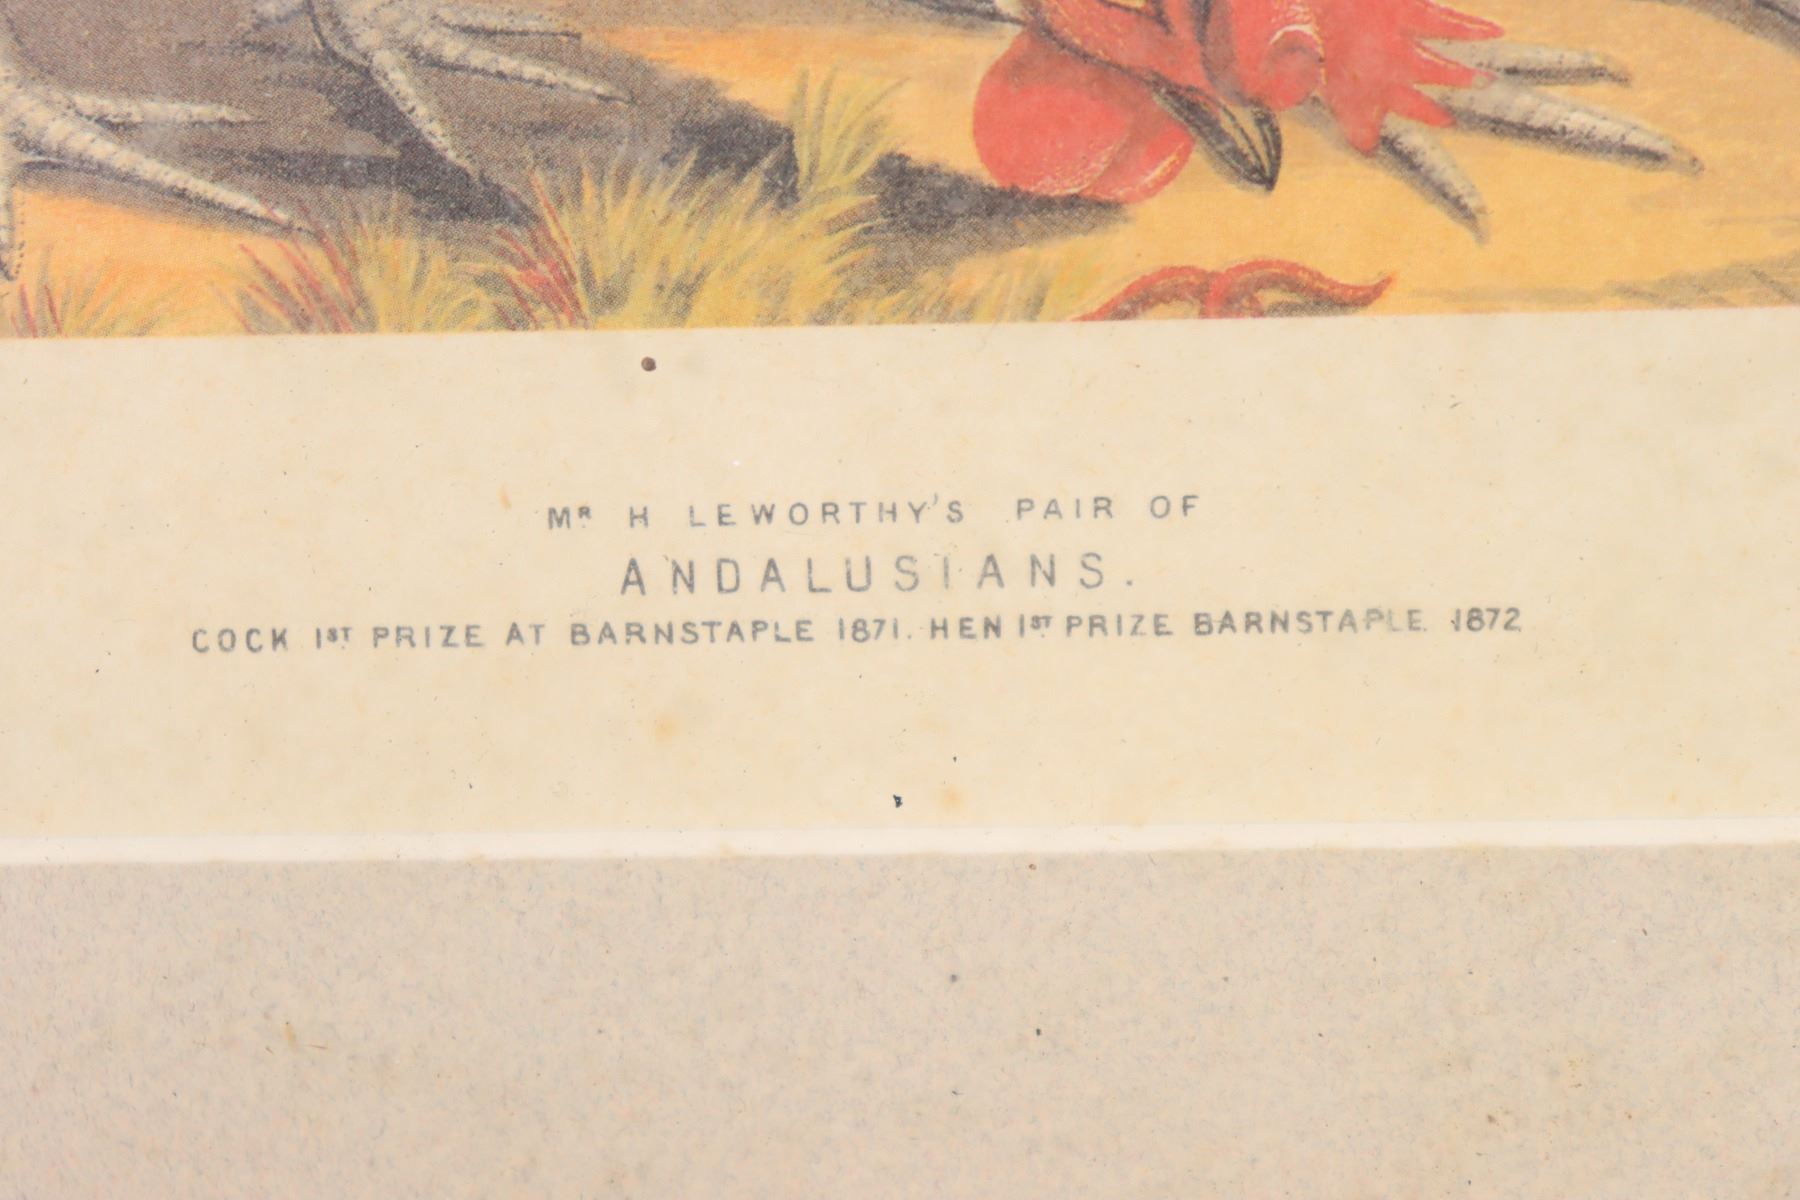 MR H LEWORTHY'S PAIR OF
ANDALUSIANS.
COCK 1ST PRIZE AT BARNSTAPLE 1871. HEN 1ST PRIZE BARNSTAPLE 1872